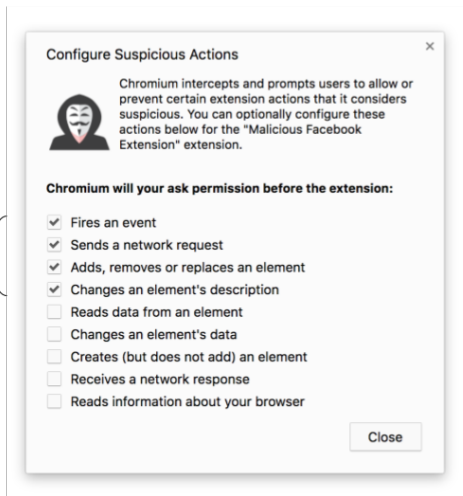 Configure Suspicious Actions
Chromium intercepts and prompts users to allow or
prevent certain extension actions that it considers
suspicious. You can optionally configure these
actions below for the "Malicious Facebook
Extension" extension.
Chromium will your ask permission before the extension:
Fires an event
Sends a network request
Adds, removes or replaces an element
Changes an element's description
Reads data from an element
Changes an element's data
Creates (but does not add) an element
Receives a network response
Reads information about your browser
Close